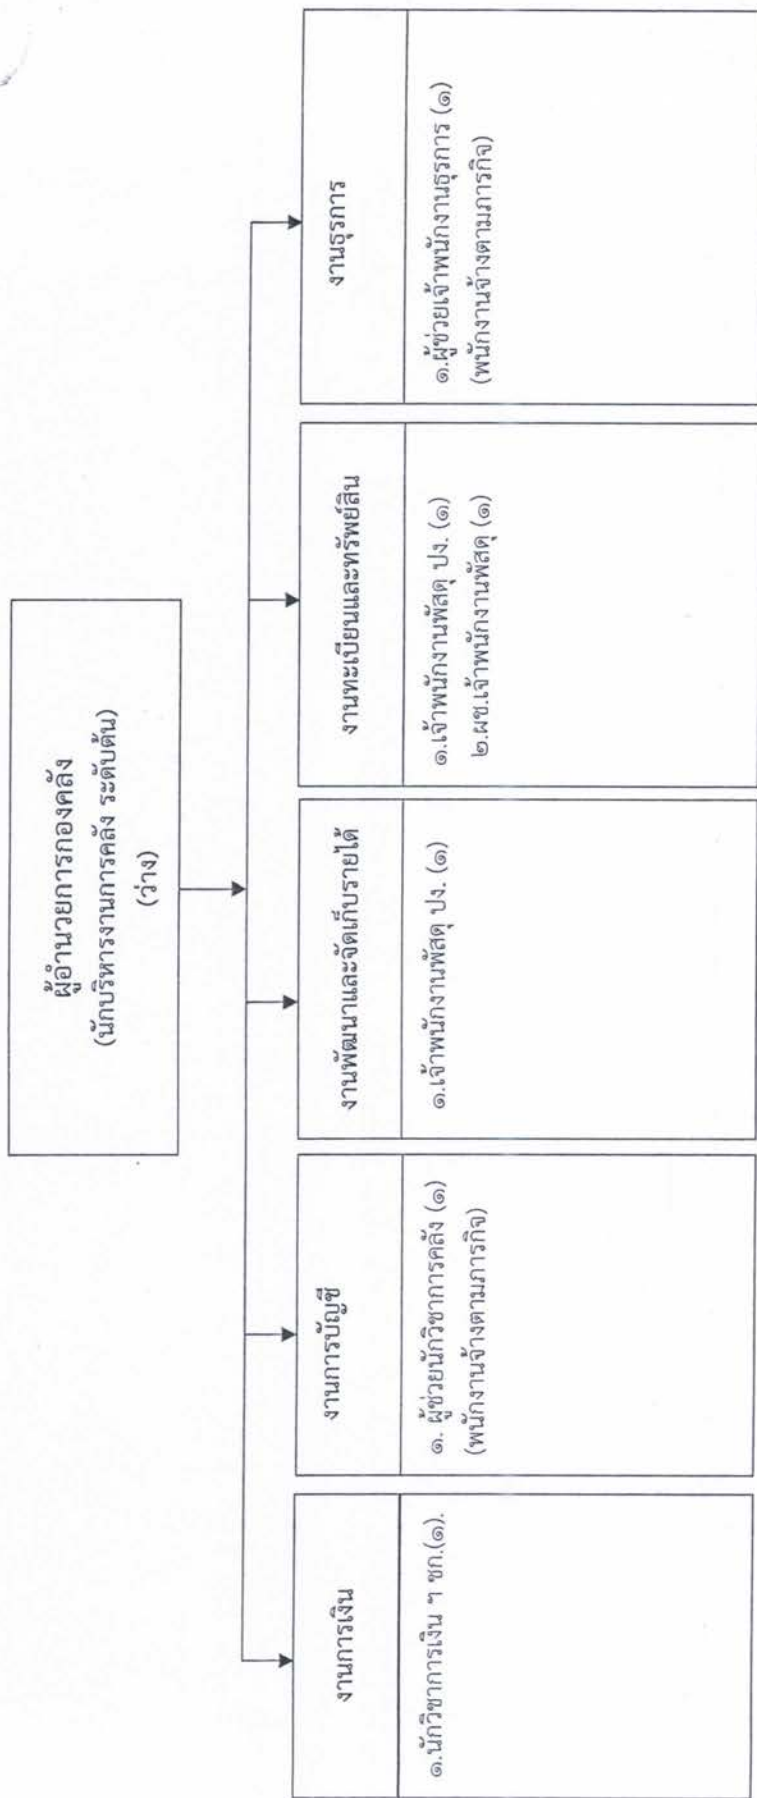 ผู้อำนวยการกองคลัง
(นักบริหารงานการคลัง ระดับต้น)
(ว่าง)
งานการเงิน
๑.นักวิชาการเงิน ฯ ชก.(๑).
งานการบัญชี
๑. ผู้ช่วยนักวิชาการคลัง (๑)
(พนักงานจ้างตามภารกิจ)
งานพัฒนาและจัดเก็บรายได้
๑.เจ้าพนักงานพัสดุ ปง. (๑)
งานทะเบียนและทรัพย์สิน
๑.เจ้าพนักงานพัสดุ ปง. (๑)
๒.ผช.เจ้าพนักงานพัสดุ (๑)
งานธุรการ
๑.ผู้ช่วยเจ้าพนักงานธุรการ (๑)
(พนักงานจ้างตามภารกิจ)